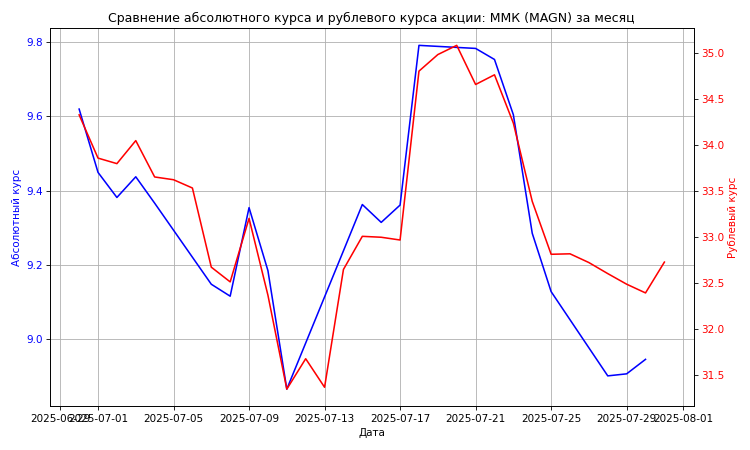 Сравнение абсолютного курса и рублевого курса акции: ММК (MAGN) за месяц
9.8
9.6
9.4
9.2
9.0
Абсолютный курс
35.0
34.5
34.0
33.5
33.0
32.5
32.0
31.5
Рублевый курс
2025-06-29 2025-07-01 2025-07-05 2025-07-09 2025-07-13 2025-07-17 2025-07-21 2025-07-25 2025-07-29 2025-08-01
Дата